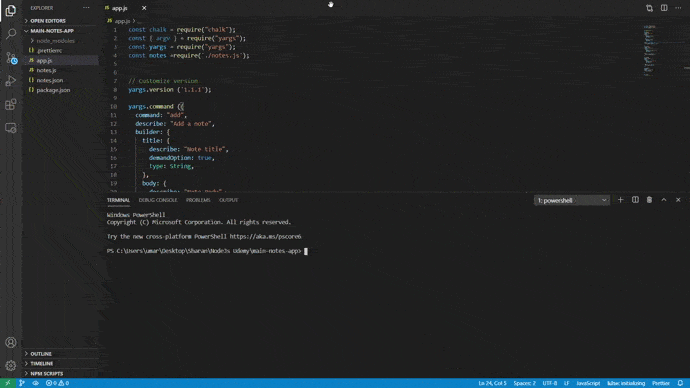 EXPLORER
OPEN EDITORS
MAIN-NOTES-APP
node_modules
.prettierrc
JS app.js
JS notes.js
notes.json
package.json
OUTLINE
TIMELINE
NPM SCRIPTS
JS app.js
JS app.js > ...
1 const chalk = require("chalk");
2 const { argv } = require("yargs");
3 const yargs = require("yargs");
4 const notes =require('./notes.js');
5
6
7 // Customize version
8 yargs.version ('1.1.1');
9
10 yargs.command ({
11 command: "add",
12 describe: "Add a note",
13 builder: {
14 title: {
15 describe: "Note title",
16 demandOption: true,
17 type: String,
18 },
19 body: {
TERMINAL DEBUG CONSOLE PROBLEMS OUTPUT 1: powershell
Windows PowerShell
Copyright (C) Microsoft Corporation. All rights reserved.
Try the new cross-platform PowerShell https://aka.ms/pscore6
PS C:\Users\umar\Desktop\Sharan\NodeJs Udemy\main-notes-app>
0 0 Ln 24, Col 5 Spaces: 2 UTF-8 LF JavaScript initializing Prettier